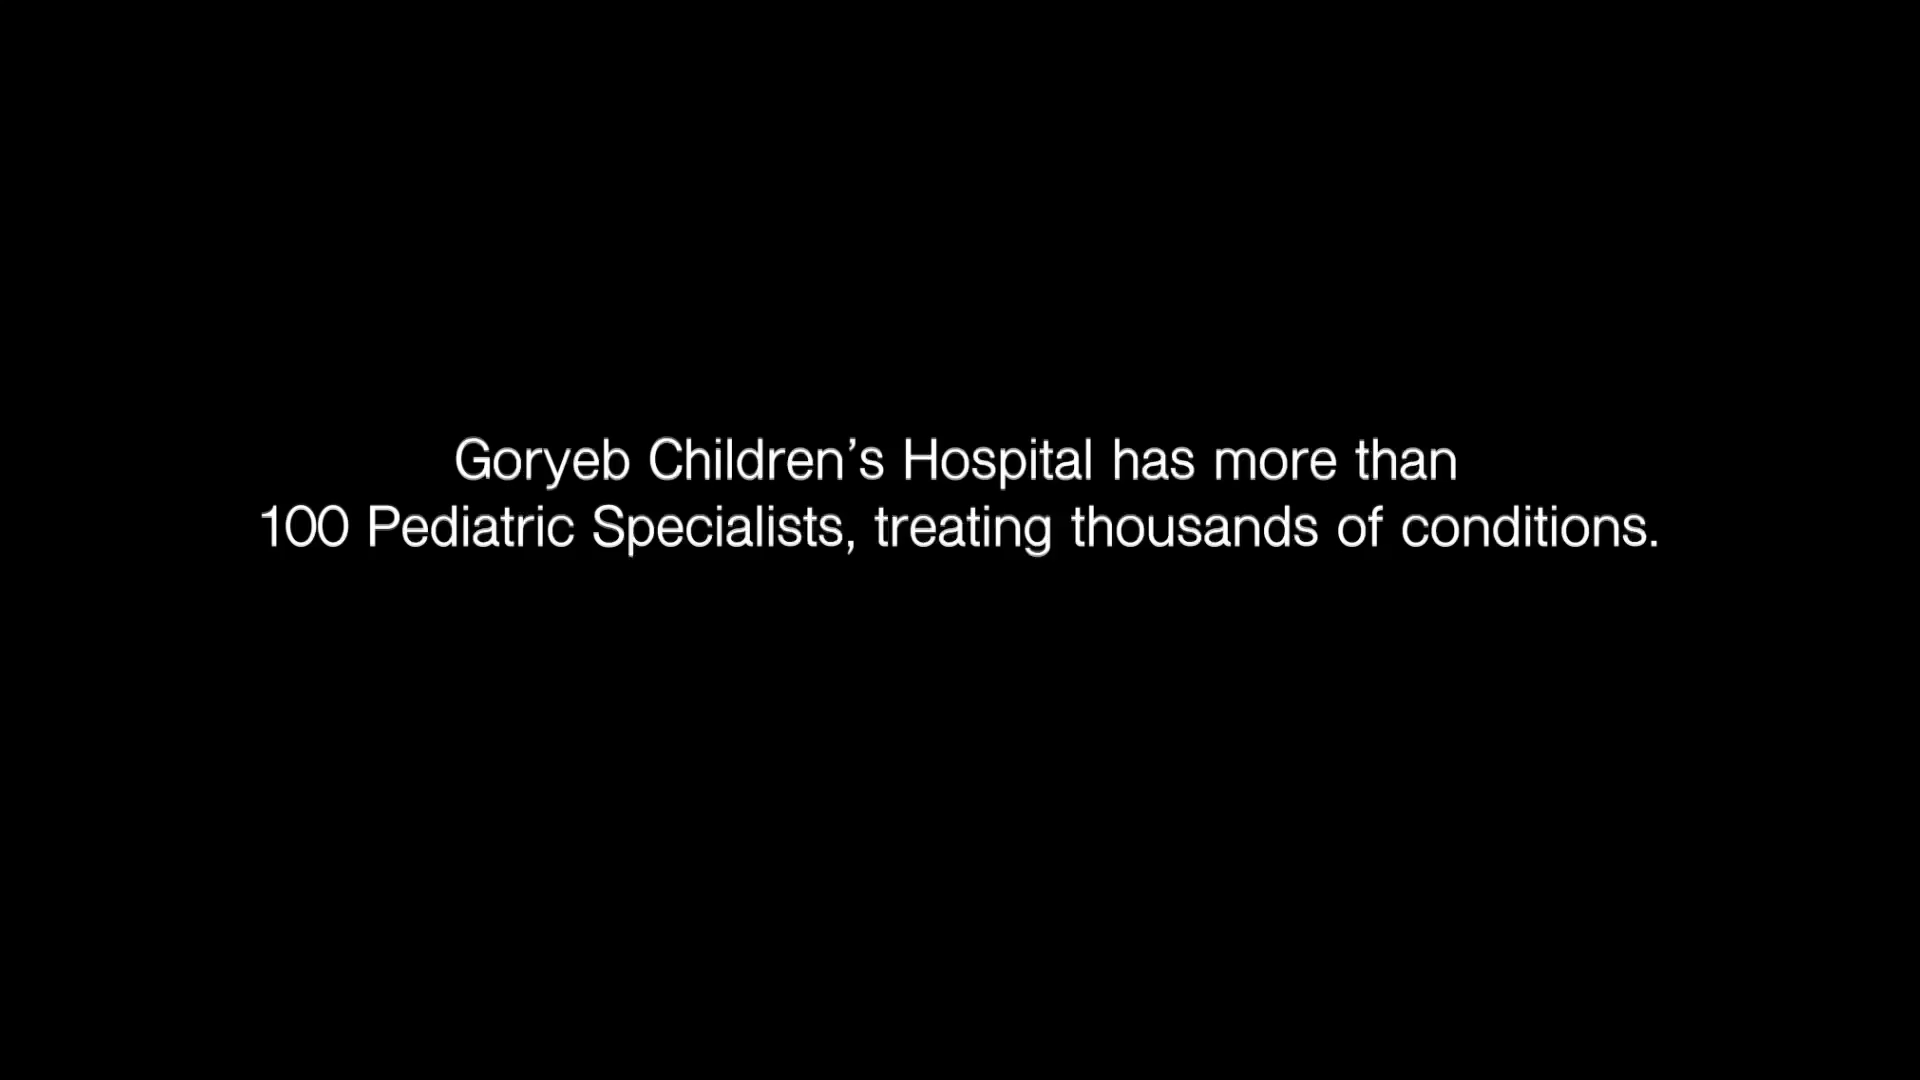 Goryeb Children’s Hospital has more than
100 Pediatric Specialists, treating thousands of conditions.